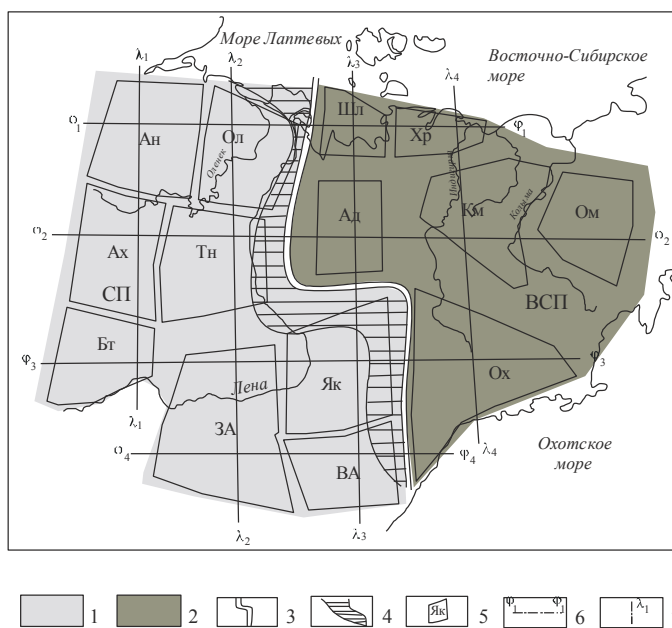 Море Лаптевых
Восточно-Сибирское
море
λ1
λ2
λ3
λ4
φ1
φ1
Ан
Ол
Шл
Хр
Оленек
Индигирка
Колыма
Ад
Км
Ом
φ2
φ2
Ах
Тн
СП
ВСП
Бт
φ3
φ3
Лена
Як
Ох
λ1
ЗА
λ4
φ4
φ4
ВА
Охотское
море
λ2
λ3
1
2
3
4
Як
5
φ1 φ1
6
λ1